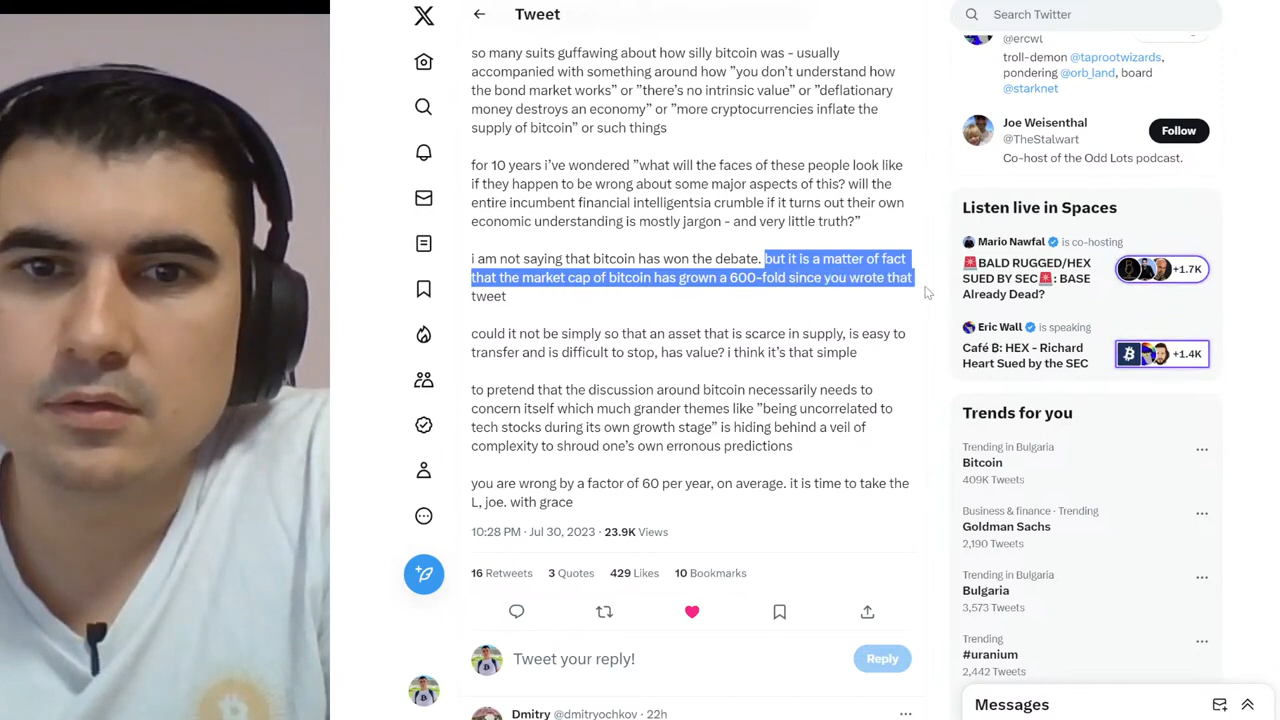 Tweet
so many suits guffawing about how silly bitcoin was - usually
accompanied with something around how ”you don’t understand how
the bond market works” or ”there’s no intrinsic value” or ”deflationary
money destroys an economy” or ”more cryptocurrencies inflate the
supply of bitcoin” or such things
for 10 years i’ve wondered ”what will the faces of these people look like
if they happen to be wrong about some major aspects of this? will the
entire incumbent financial intelligentsia crumble if it turns out their own
economic understanding is mostly jargon - and very little truth?”
i am not saying that bitcoin has won the debate. but it is a matter of fact
that the market cap of bitcoin has grown a 600-fold since you wrote that
tweet
could it not be simply so that an asset that is scarce in supply, is easy to
transfer and is difficult to stop, has value? i think it’s that simple
to pretend that the discussion around bitcoin necessarily needs to
concern itself which much grander themes like ”being uncorrelated to
tech stocks during its own growth stage” is hiding behind a veil of
complexity to shroud one’s own erronous predictions
you are wrong by a factor of 60 per year, on average. it is time to take the
L, joe. with grace
10:28 PM · Jul 30, 2023 · 23.9K Views
16 Retweets 3 Quotes 429 Likes 10 Bookmarks
Tweet your reply!
Reply
Dmitry @dmitryochkov · 22h
Search Twitter
@ercwl
troll-demon @taprootwizards,
pondering @orb_land, board
@starknet
Joe Weisenthal
@TheStalwart
Follow
Co-host of the Odd Lots podcast.
Listen live in Spaces
Mario Nawfal is co-hosting
🚨BALD RUGGED/HEX
SUED BY SEC🚨: BASE
Already Dead?
+1.7K
Eric Wall is speaking
Café ₿: HEX - Richard
Heart Sued by the SEC
+1.4K
Trends for you
Trending in Bulgaria
Bitcoin
409K Tweets
Business & finance · Trending
Goldman Sachs
2,190 Tweets
Trending in Bulgaria
Bulgaria
3,573 Tweets
Trending
#uranium
2,442 Tweets
Messages